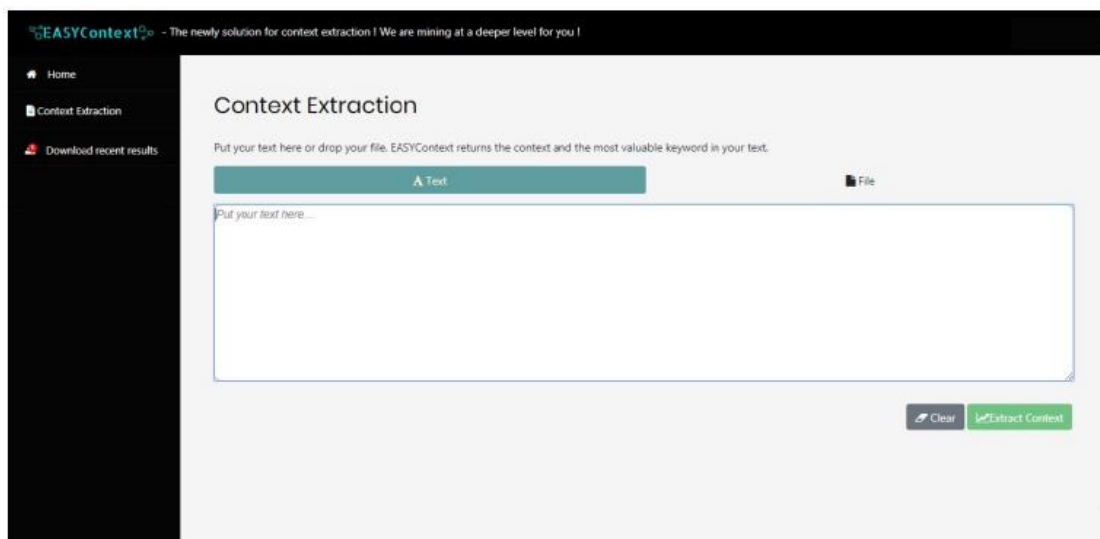 EASYContext - The newly solution for context extraction ! We are mining at a deeper level for you !
Home
Context Extraction
Download recent results
Context Extraction
Put your text here or drop your file. EASYContext returns the context and the most valuable keyword in your text.
Text
File
Put your text here...
Clear
Extract Context